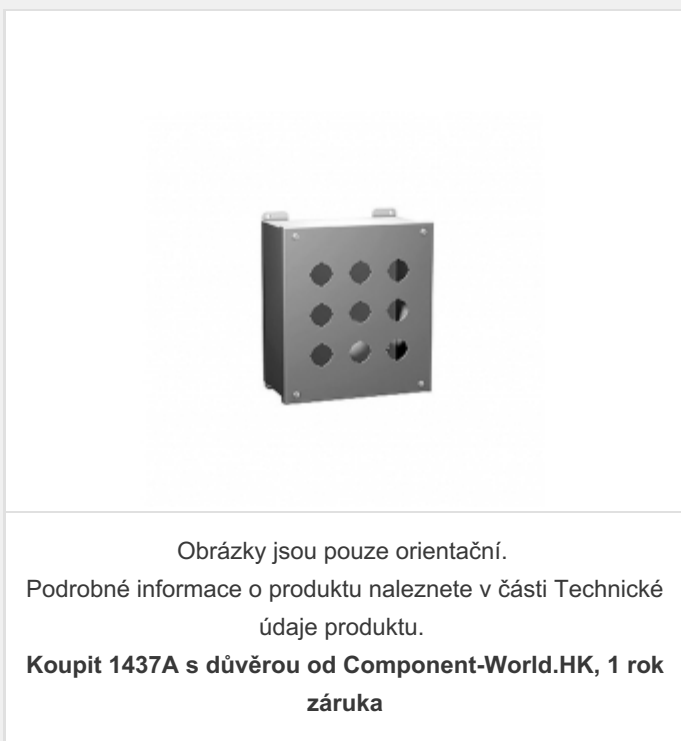 Obrázky jsou pouze orientační.
Podrobné informace o produktu naleznete v části Technické
údaje produktu.
Koupit 1437A s důvěrou od Component-World.HK, 1 rok
záruka